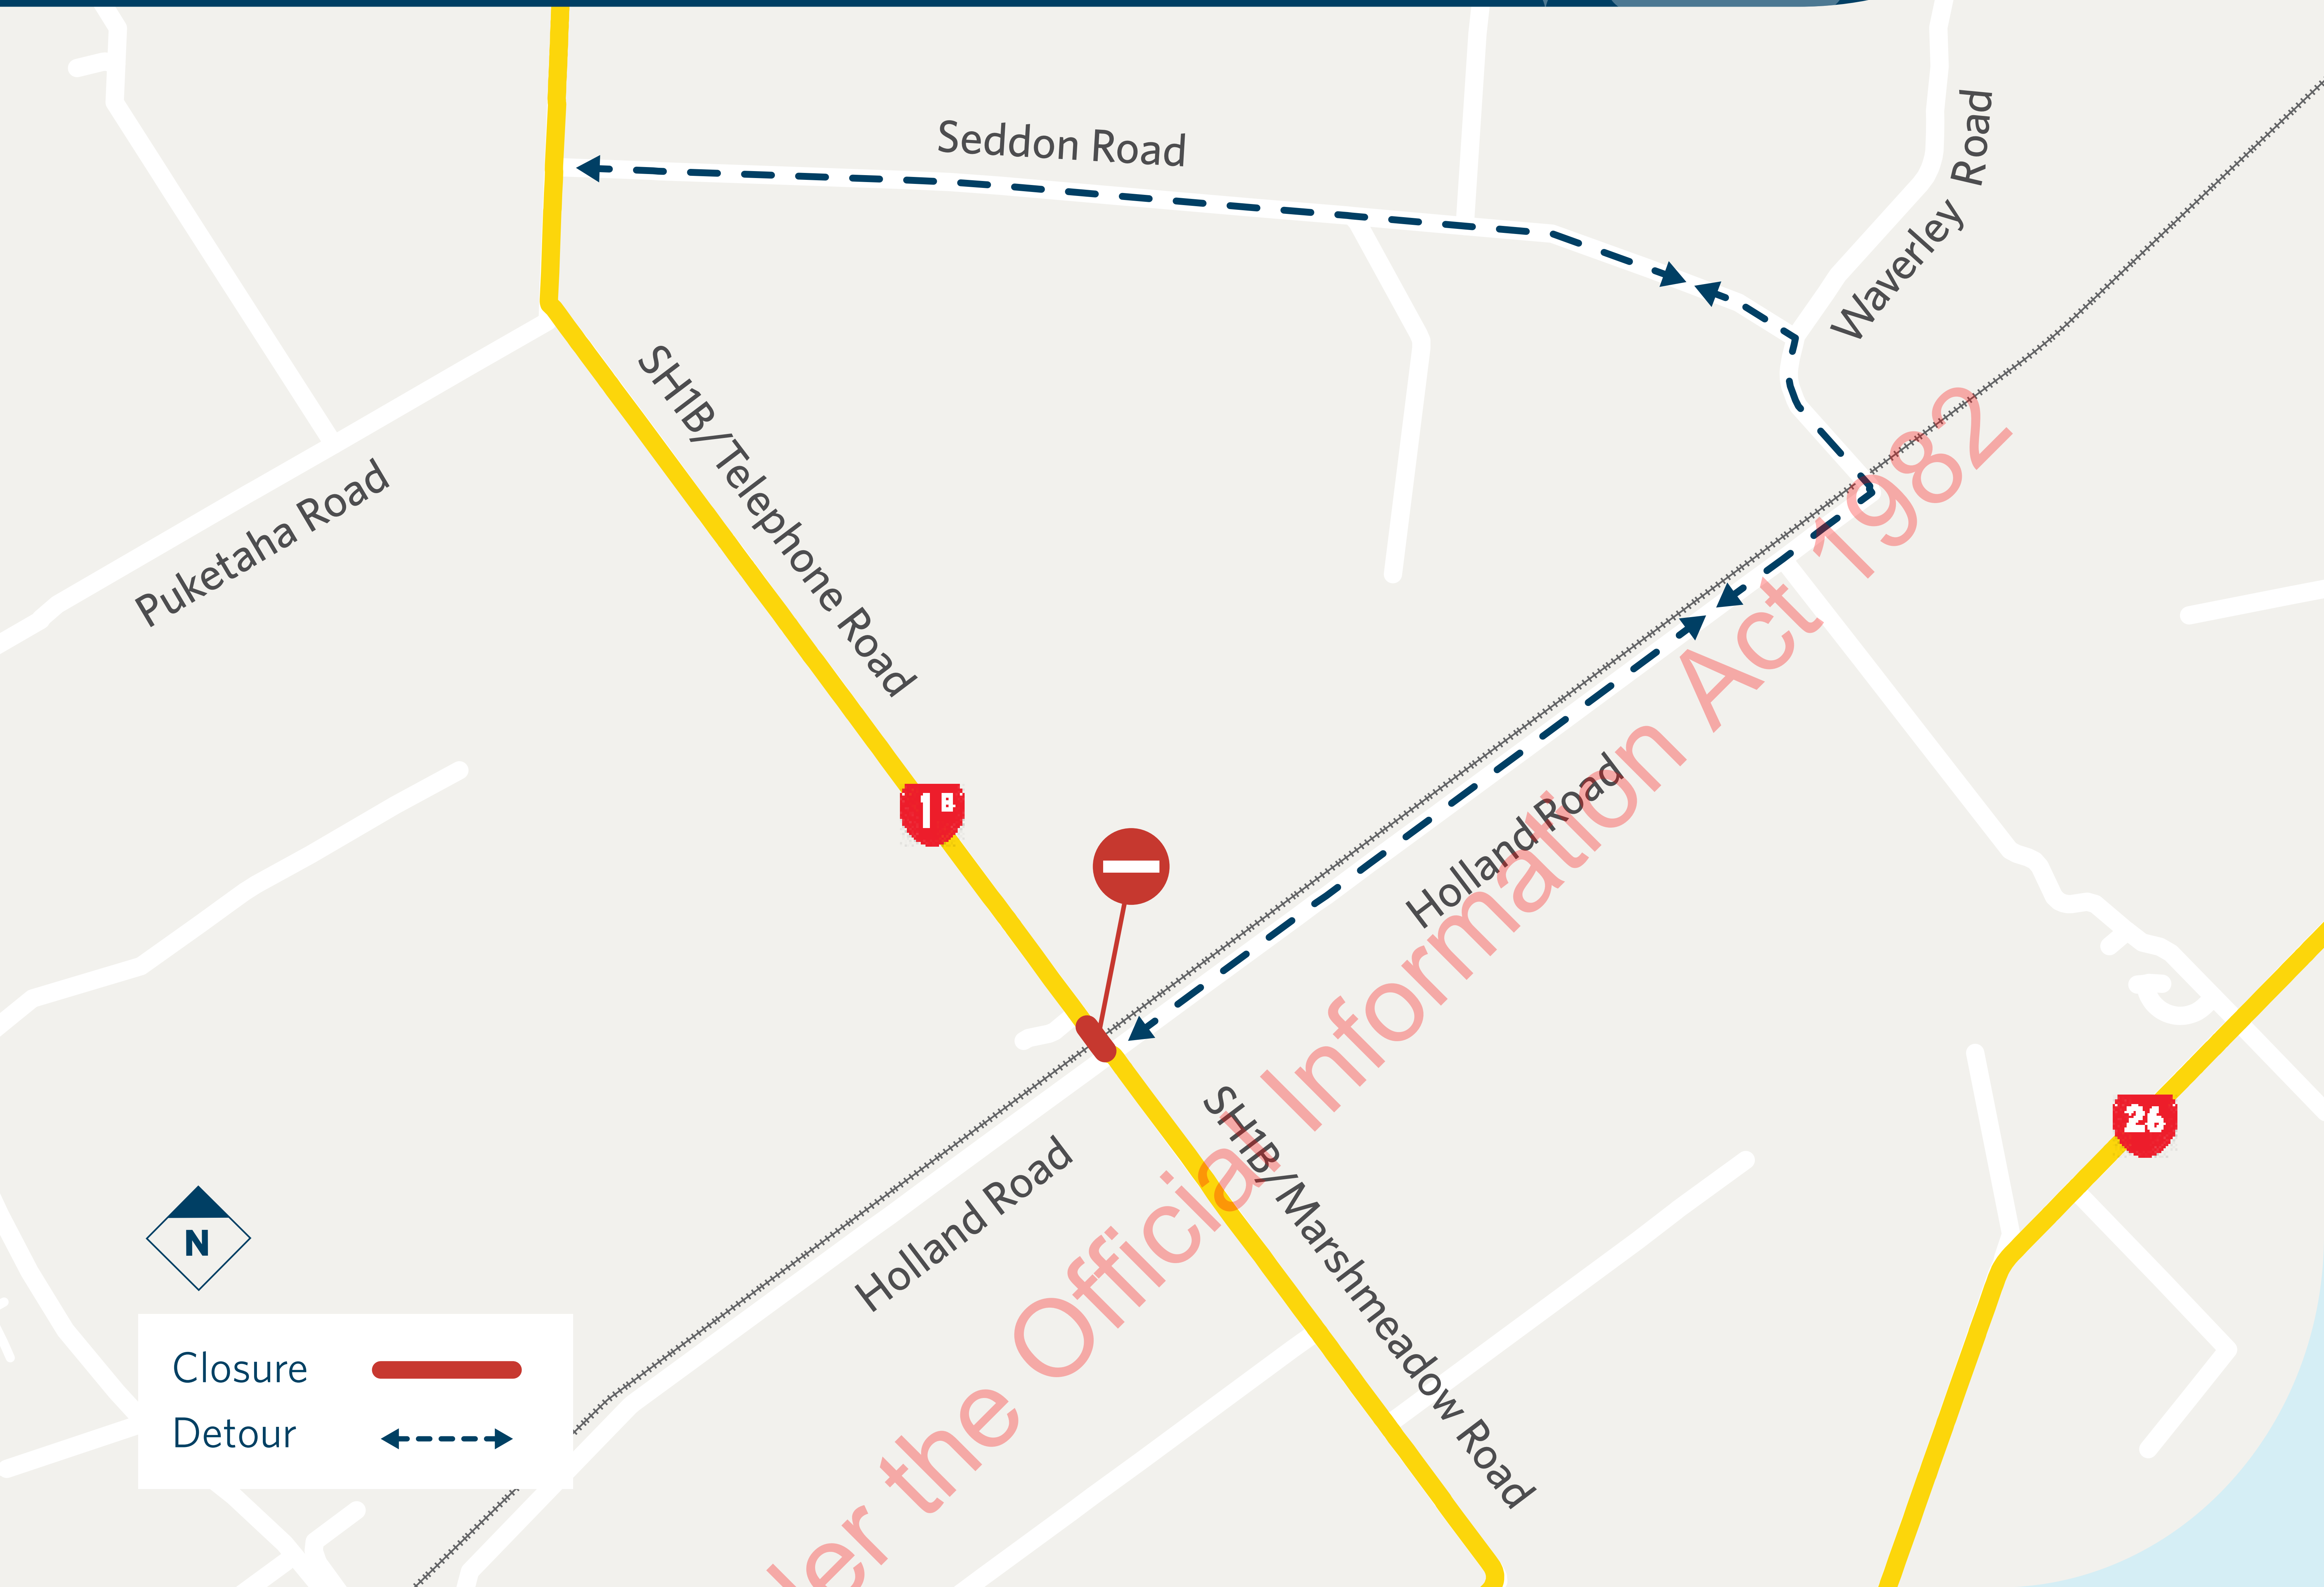 Seddon Road
Waverley Road
SH1B/Telephone Road
Puketaha Road
1B
Holland Road
26
SH1B/Marshmeadow Road
Holland Road
N
Closure
Detour
the Official Information Act 1982